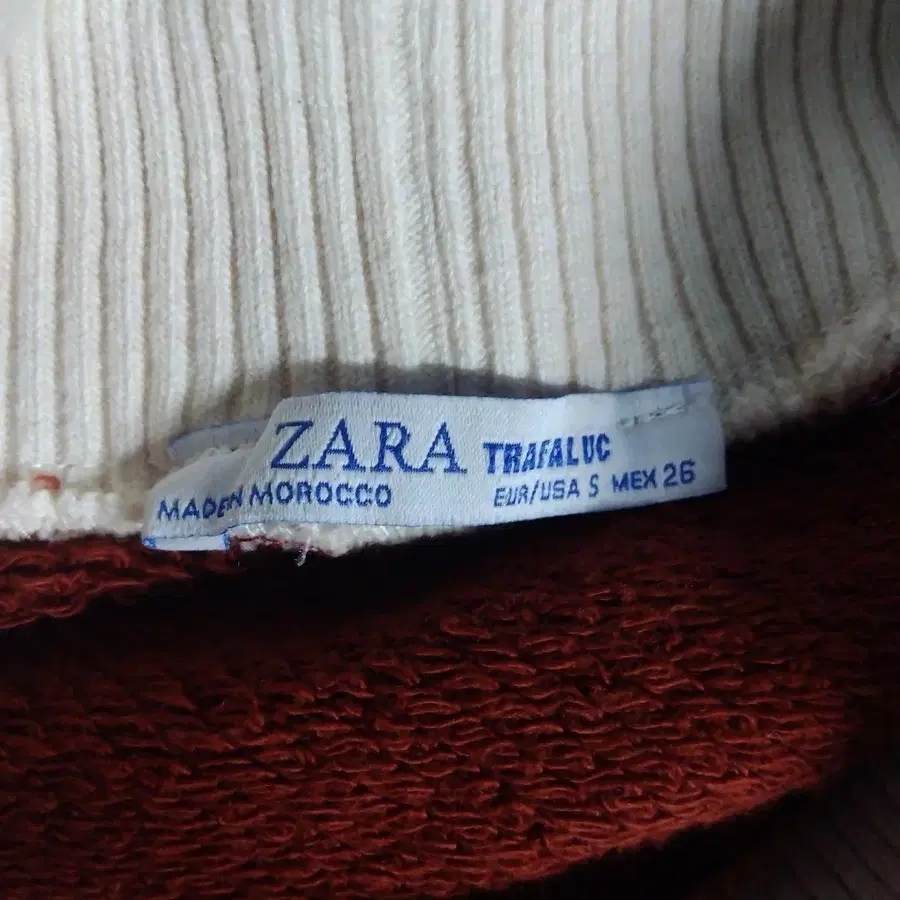 ZARA TRAFALUC
MADE IN MOROCCO EUR/USA S MEX 26